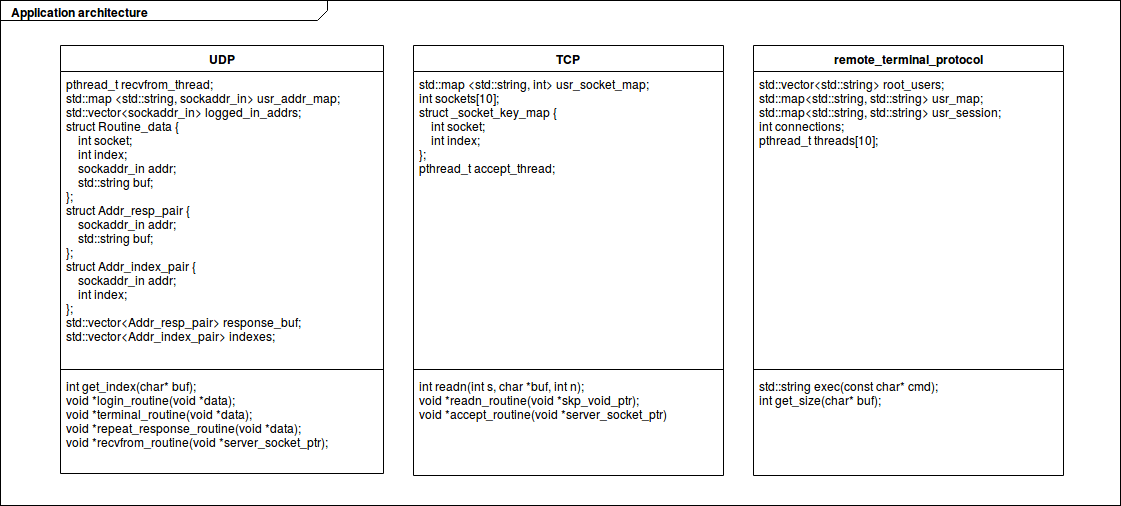 Application architecture
UDP
pthread_t recvfrom_thread;
std::map <std::string, sockaddr_in> usr_addr_map;
std::vector<sockaddr_in> logged_in_addrs;
struct Routine_data {
int socket;
int index;
sockaddr_in addr;
std::string buf;
};
struct Addr_resp_pair {
sockaddr_in addr;
std::string buf;
};
struct Addr_index_pair {
sockaddr_in addr;
int index;
};
std::vector<Addr_resp_pair> response_buf;
std::vector<Addr_index_pair> indexes;
int get_index(char* buf);
void *login_routine(void *data);
void *terminal_routine(void *data);
void *repeat_response_routine(void *data);
void *recvfrom_routine(void *server_socket_ptr);
TCP
std::map <std::string, int> usr_socket_map;
int sockets[10];
struct _socket_key_map {
int socket;
int index;
};
pthread_t accept_thread;
int readn(int s, char *buf, int n);
void *readn_routine(void *skp_void_ptr);
void *accept_routine(void *server_socket_ptr)
remote_terminal_protocol
std::vector<std::string> root_users;
std::map<std::string, std::string> usr_map;
std::map<std::string, std::string> usr_session;
int connections;
pthread_t threads[10];
std::string exec(const char* cmd);
int get_size(char* buf);